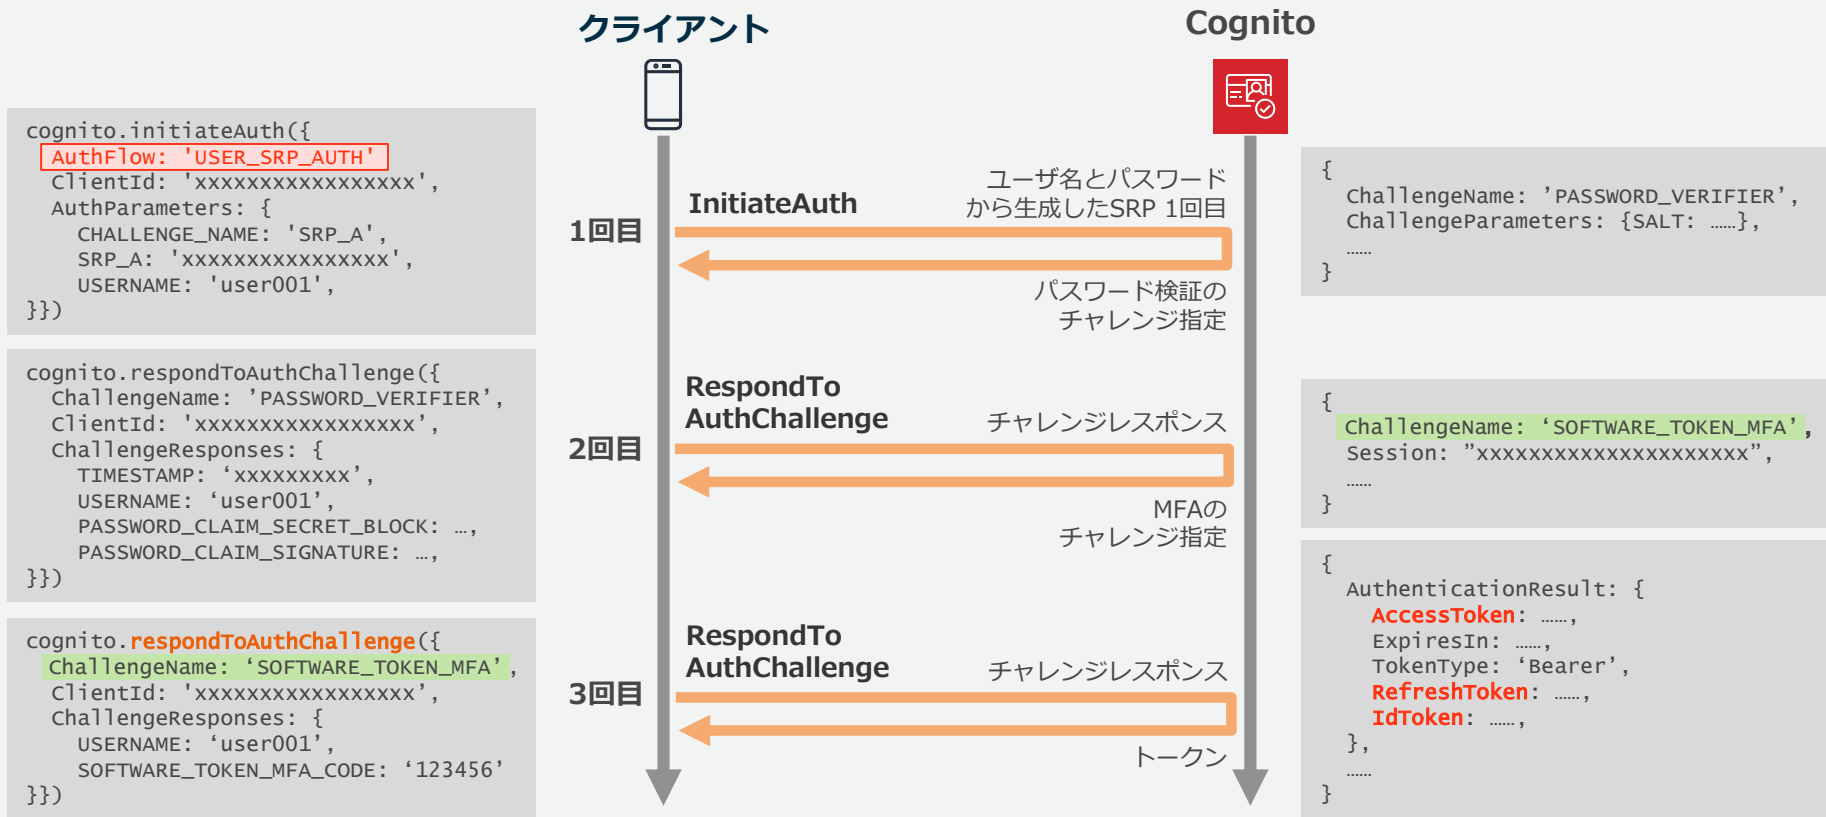 クライアント
Cognito
cognito.initiateAuth({
AuthFlow: 'USER_SRP_AUTH'
ClientId: 'xxxxxxxxxxxxxxxxx',
AuthParameters: {
CHALLENGE_NAME: 'SRP_A',
SRP_A: 'xxxxxxxxxxxxxxxx',
USERNAME: 'user001',
}})
1回目
InitiateAuth
ユーザ名とパスワード
から生成したSRP 1回目
パスワード検証の
チャレンジ指定
{
ChallengeName: ’PASSWORD_VERIFIER’,
ChallengeParameters: {SALT: ……},
……
}
cognito.respondToAuthChallenge({
ChallengeName: ’PASSWORD_VERIFIER’,
ClientId: 'xxxxxxxxxxxxxxxxx',
ChallengeResponses: {
TIMESTAMP: ‘xxxxxxxxx’,
USERNAME: ‘user001’,
PASSWORD_CLAIM_SECRET_BLOCK: …,
PASSWORD_CLAIM_SIGNATURE: …,
}})
2回目
RespondTo
AuthChallenge
チャレンジレスポンス
MFAの
チャレンジ指定
{
ChallengeName: ‘SOFTWARE_TOKEN_MFA’,
Session: ”xxxxxxxxxxxxxxxxxxxxx”,
……
}
cognito.respondToAuthChallenge({
ChallengeName: ‘SOFTWARE_TOKEN_MFA’,
ClientId: 'xxxxxxxxxxxxxxxxx',
ChallengeResponses: {
USERNAME: ‘user001’,
SOFTWARE_TOKEN_MFA_CODE: ‘123456’
}})
3回目
RespondTo
AuthChallenge
チャレンジレスポンス
トークン
{
AuthenticationResult: {
AccessToken: ……,
ExpiresIn: ……,
TokenType: ‘Bearer’,
RefreshToken: ……,
IdToken: ……,
},
……
}